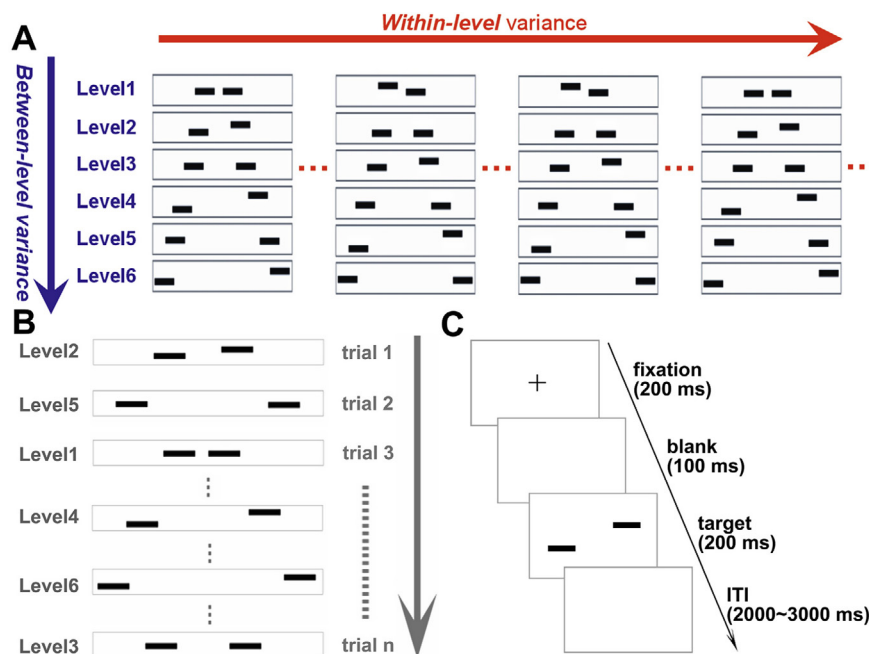 A
Within-level variance
Between-level variance
Level1
Level2
Level3
Level4
Level5
Level6
B
Level2
trial 1
Level5
trial 2
Level1
trial 3
Level4
Level6
Level3
trial n
C
fixation
(200 ms)
blank
(100 ms)
target
(200 ms)
ITI
(2000~3000 ms)